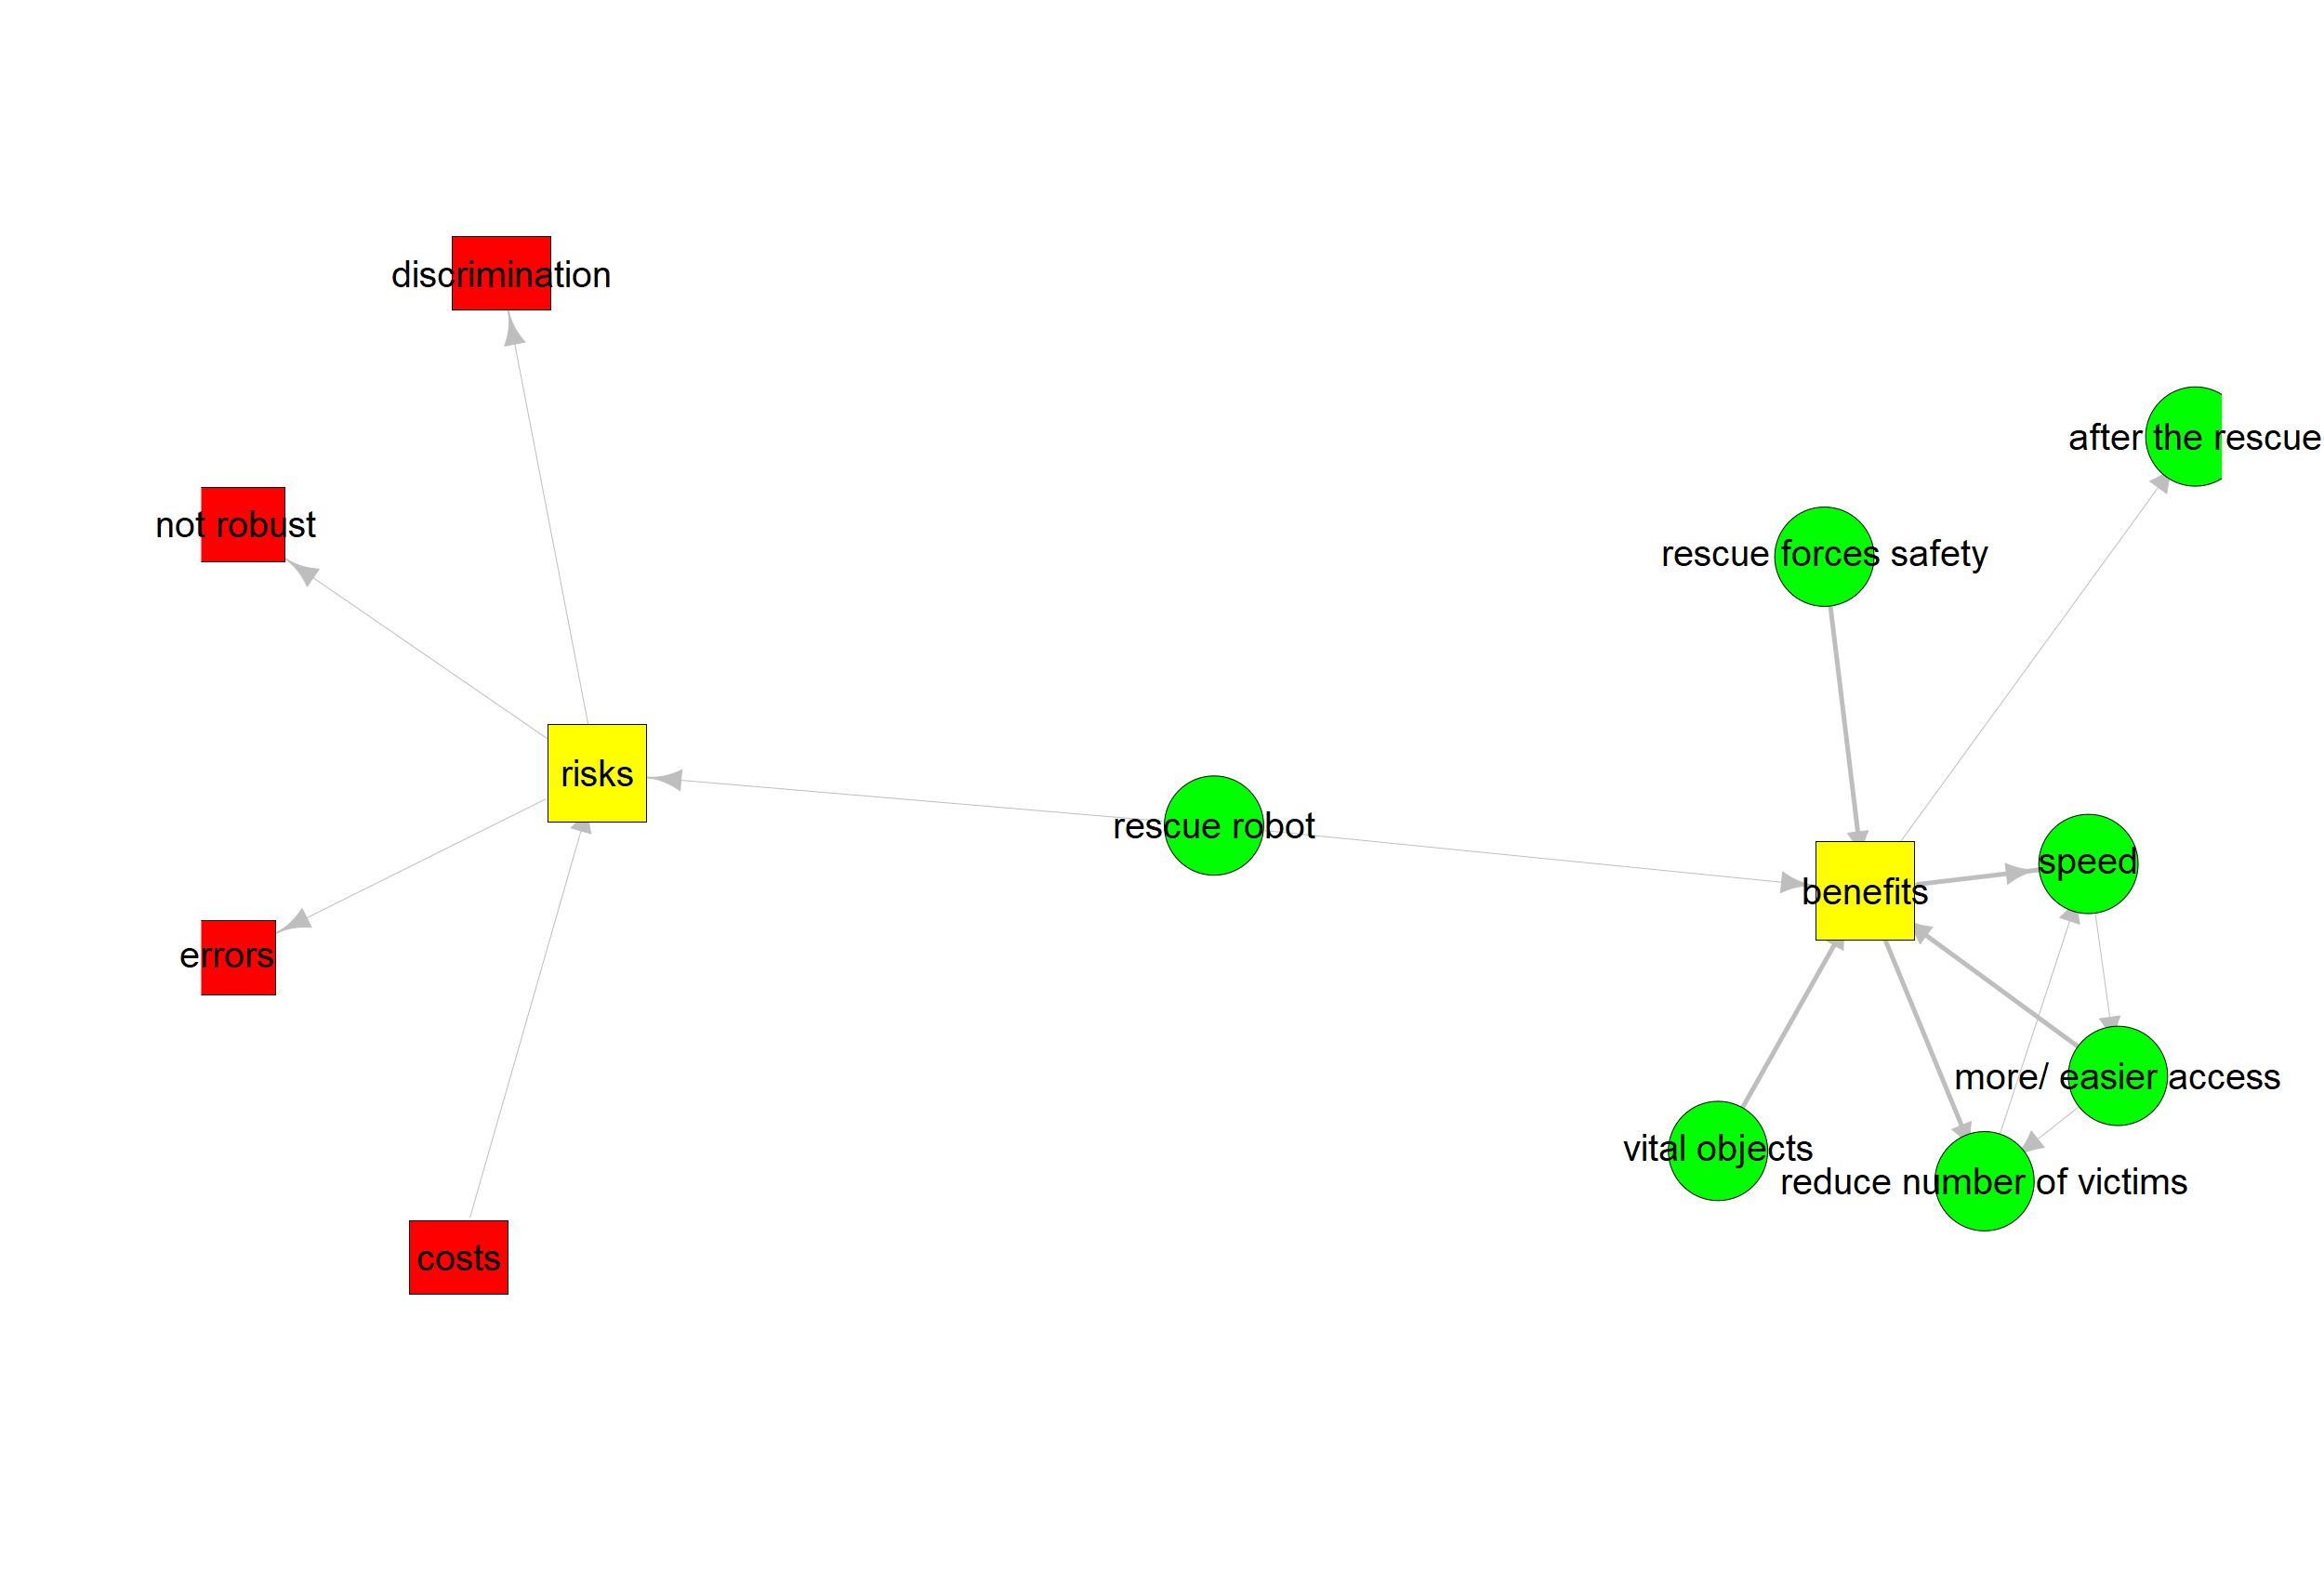 discrimination
after the rescue
not robust
rescue forces safety
risks
rescue robot
speed
benefits
errors
more/ easier access
vital objects
reduce number of victims
costs